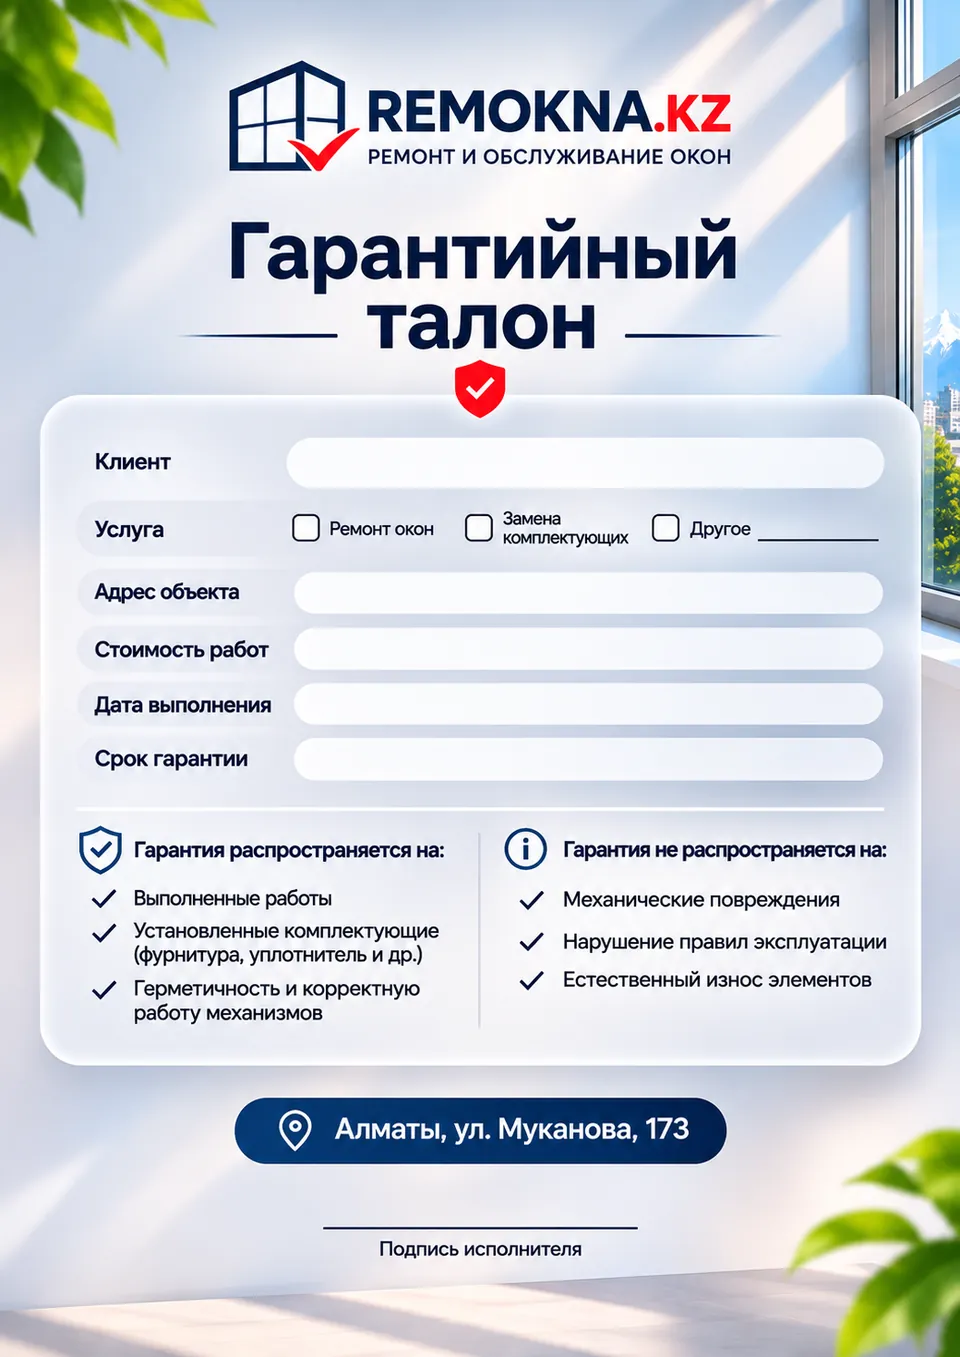 REMOKNA.KZ
РЕМОНТ И ОБСЛУЖИВАНИЕ ОКОН
Гарантийный
талон
Клиент
Услуга
Ремонт окон
Замена
комплектующих
Другое
Адрес объекта
Стоимость работ
Дата выполнения
Срок гарантии
Гарантия распространяется на:
Выполненные работы
Установленные комплектующие
(фурнитура, уплотнитель и др.)
Герметичность и корректную
работу механизмов
Гарантия не распространяется на:
Механические повреждения
Нарушение правил эксплуатации
Естественный износ элементов
Алматы, ул. Муканова, 173
Подпись исполнителя